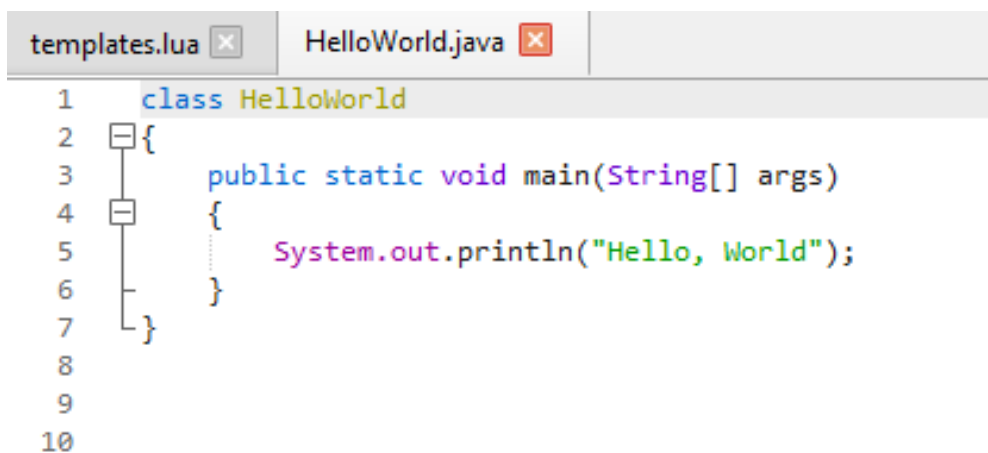 templates.lua HelloWorld.java
1 class HelloWorld
2 {
3 public static void main(String[] args)
4 {
5 System.out.println("Hello, World");
6 }
7 }
8
9
10